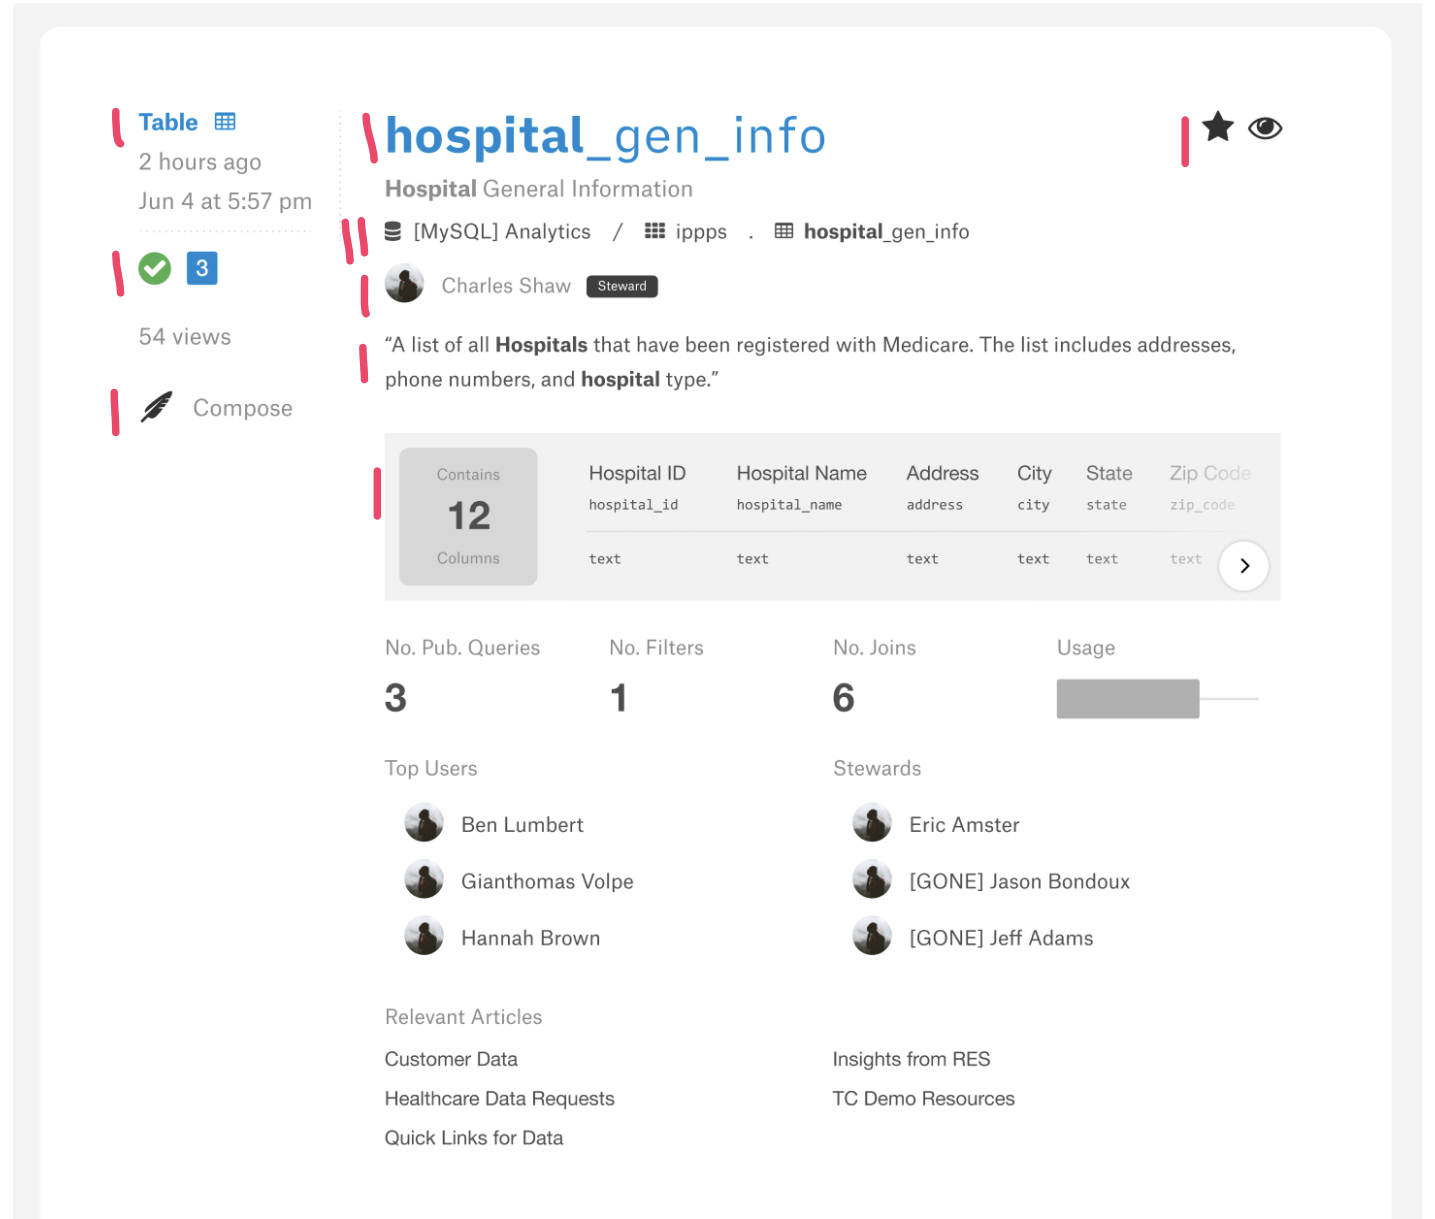 Table
2 hours ago
Jun 4 at 5:57 pm
3
54 views
Compose
hospital_gen_info
Hospital General Information
[MySQL] Analytics / ippps . hospital_gen_info
Charles Shaw Steward
“A list of all Hospitals that have been registered with Medicare. The list includes addresses,
phone numbers, and hospital type.”
Contains
12
Columns
Hospital ID Hospital Name Address City State Zip Code
hospital_id hospital_name address city state zip_code
text text text text text text
No. Pub. Queries No. Filters No. Joins Usage
3 1 6
Top Users
Ben Lumbert
Gianthomas Volpe
Hannah Brown
Stewards
Eric Amster
[GONE] Jason Bondoux
[GONE] Jeff Adams
Relevant Articles
Customer Data
Healthcare Data Requests
Quick Links for Data
Insights from RES
TC Demo Resources